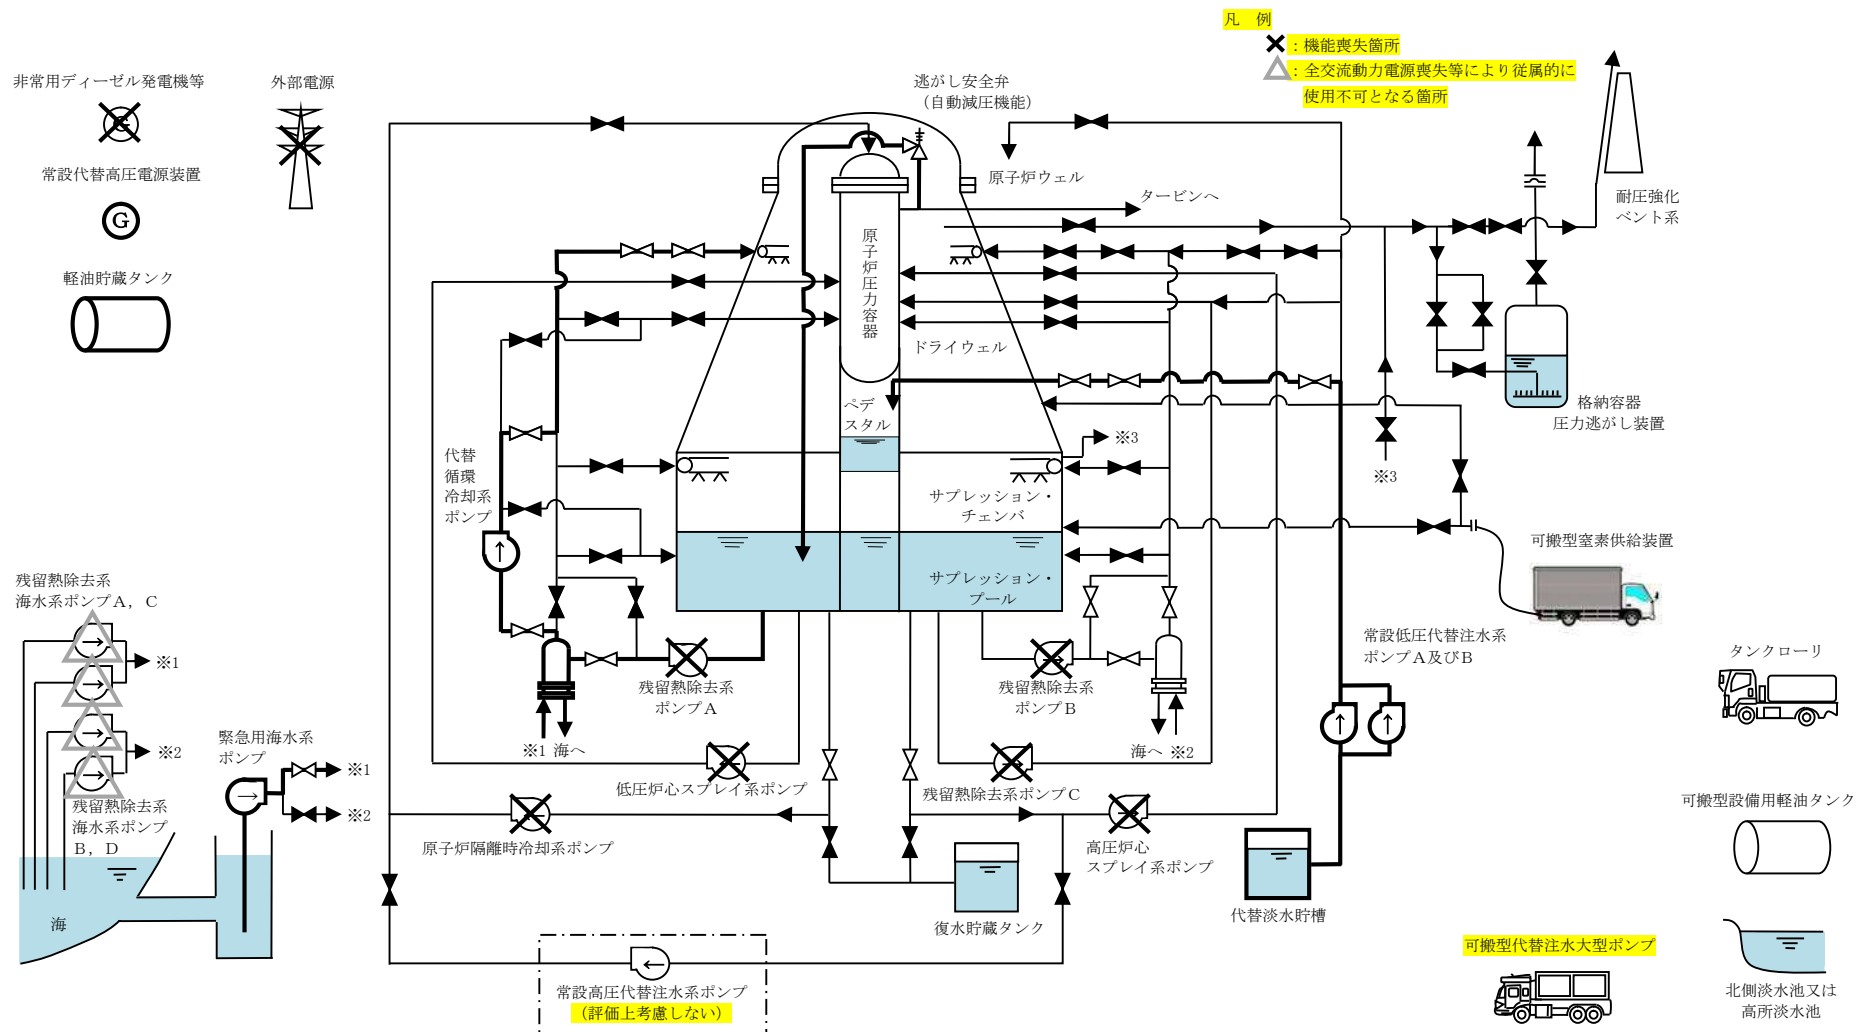 凡　例
：機能喪失箇所
：全交流動力電源喪失等により従属的に
使用不可となる箇所
非常用ディーゼル発電機等
G
外部電源
常設代替高圧電源装置
G
軽油貯蔵タンク
逃がし安全弁
（自動減圧機能）
原子炉ウェル
タービンへ
耐圧強化
ベント系
原子炉圧力容器
ドライウェル
ペデ
スタル
格納容器
圧力逃がし装置
※3
※3
代替
循環
冷却系
ポンプ
サプレッション・
チェンバ
サプレッション・
プール
可搬型窒素供給装置
残留熱除去系
海水系ポンプＡ，Ｃ
※1
※2
残留熱除去系
海水系ポンプ
Ｂ，Ｄ
海
緊急用海水系
ポンプ
※1
※2
残留熱除去系
ポンプＡ
※1 海へ
残留熱除去系
ポンプＢ
海へ ※2
常設低圧代替注水系
ポンプＡ及びＢ
タンクローリ
低圧炉心スプレイ系ポンプ
残留熱除去系ポンプＣ
原子炉隔離時冷却系ポンプ
高圧炉心
スプレイ系ポンプ
可搬型設備用軽油タンク
復水貯蔵タンク
代替淡水貯槽
常設高圧代替注水系ポンプ
（評価上考慮しない）
可搬型代替注水大型ポンプ
北側淡水池又は
高所淡水池